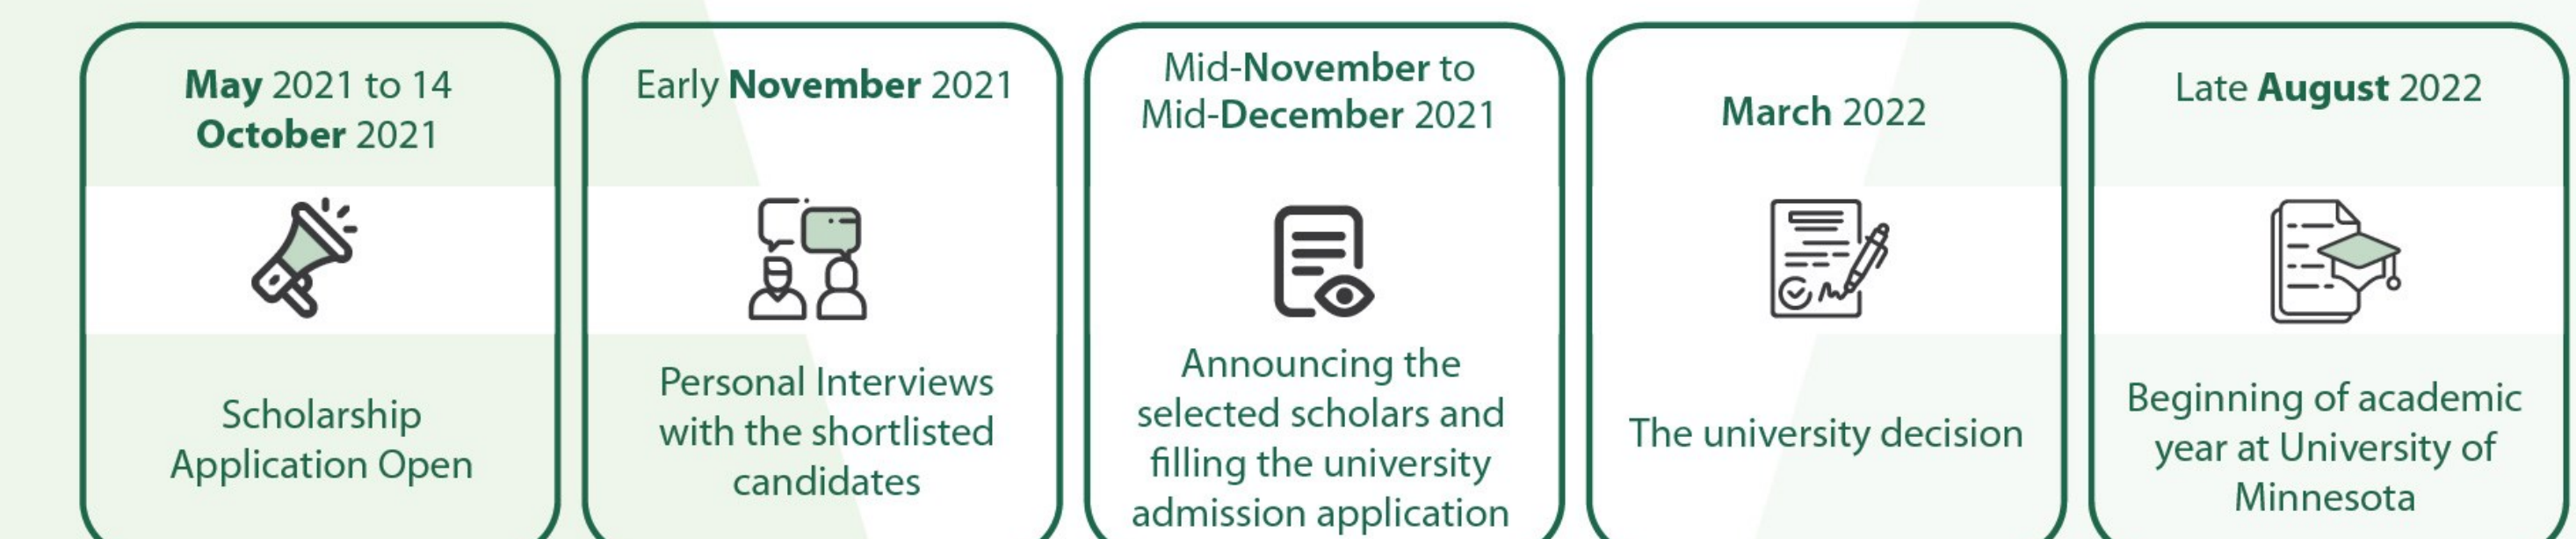 May 2021 to 14
October 2021
Scholarship
Application Open
Early November 2021
Personal Interviews
with the shortlisted
candidates
Mid-November to
Mid-December 2021
Announcing the
selected scholars and
filling the university
admission application
March 2022
The university decision
Late August 2022
Beginning of academic
year at University of
Minnesota